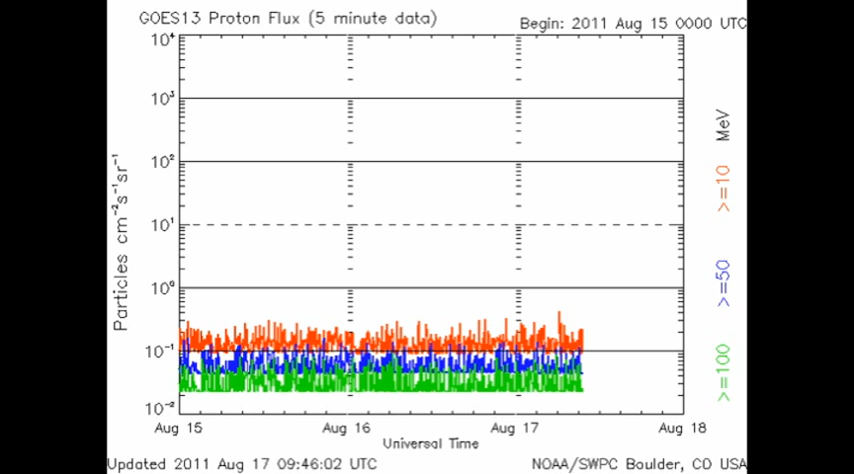 GOES13 Proton Flux (5 minute data)
Begin: 2011 Aug 15 0000 UTC
10⁴
10³
10²
10¹
10⁰
10⁻¹
10⁻²
Particles cm⁻²s⁻¹sr⁻¹
MeV
>=10
>=50
>=100
Aug 15
Aug 16
Aug 17
Aug 18
Universal Time
Updated 2011 Aug 17 09:46:02 UTC
NOAA/SWPC Boulder, CO USA